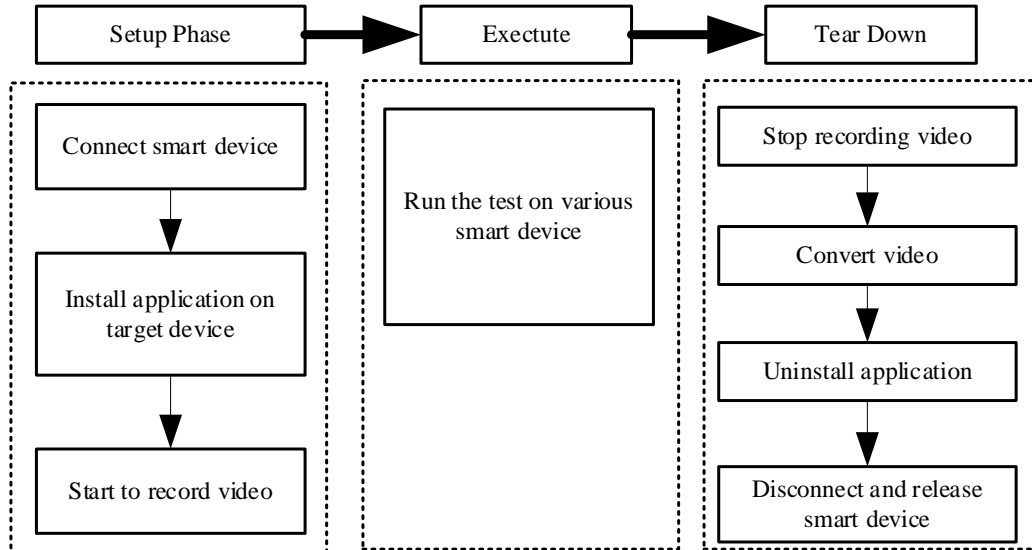 Setup Phase
Exectute
Tear Down
Connect smart device
Install application on
target device
Start to record video
Run the test on various
smart device
Stop recording video
Convert video
Uninstall application
Disconnect and release
smart device